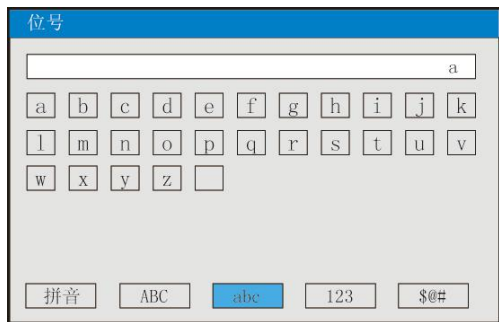 位号
a
a b c d e f g h i j k
l m n o p q r s t u v
w x y z
拼音 ABC abc 123 $@#